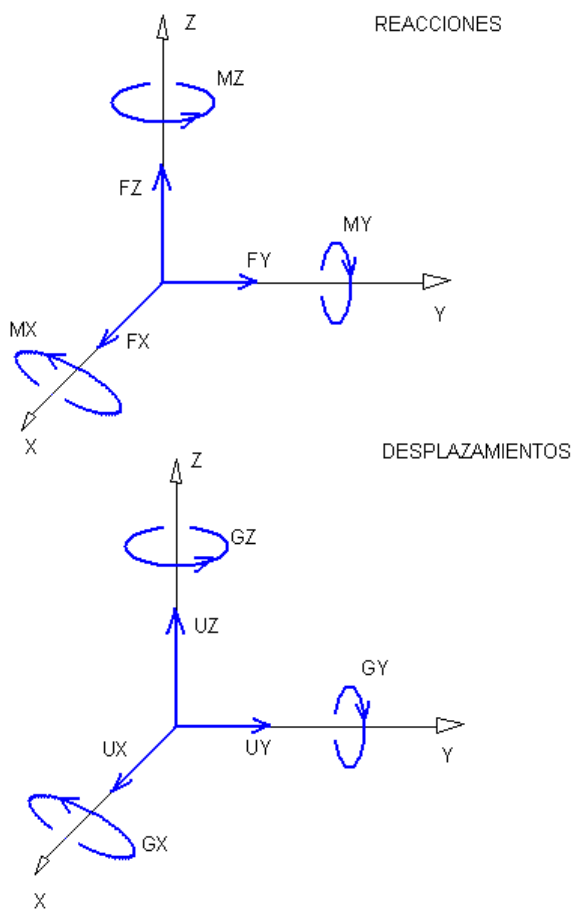 Z
REACCIONES
MZ
FZ
MY
FY
MX
FX
Y
X
DESPLAZAMIENTOS
Z
GZ
UZ
GY
UX
UY
Y
GX
X